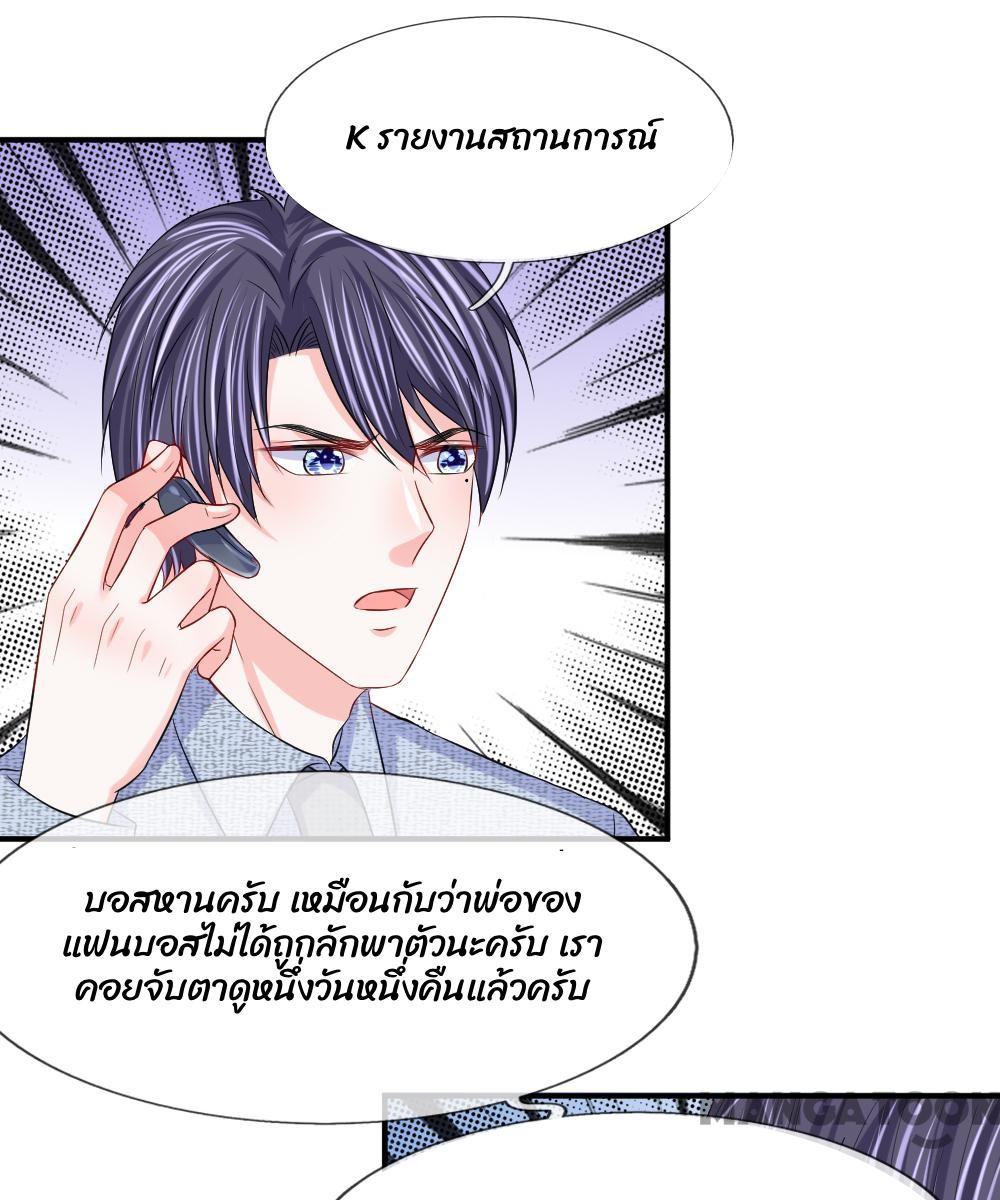 K รายงานสถานการณ์
บอสหานครับ เหมือนกับว่าพ่อของ
แฟนบอสไม่ได้ถูกลักพาตัวนะครับ เรา
คอยจับตาดูหนึ่งวันหนึ่งคืนแล้วครับ
MANGATOON